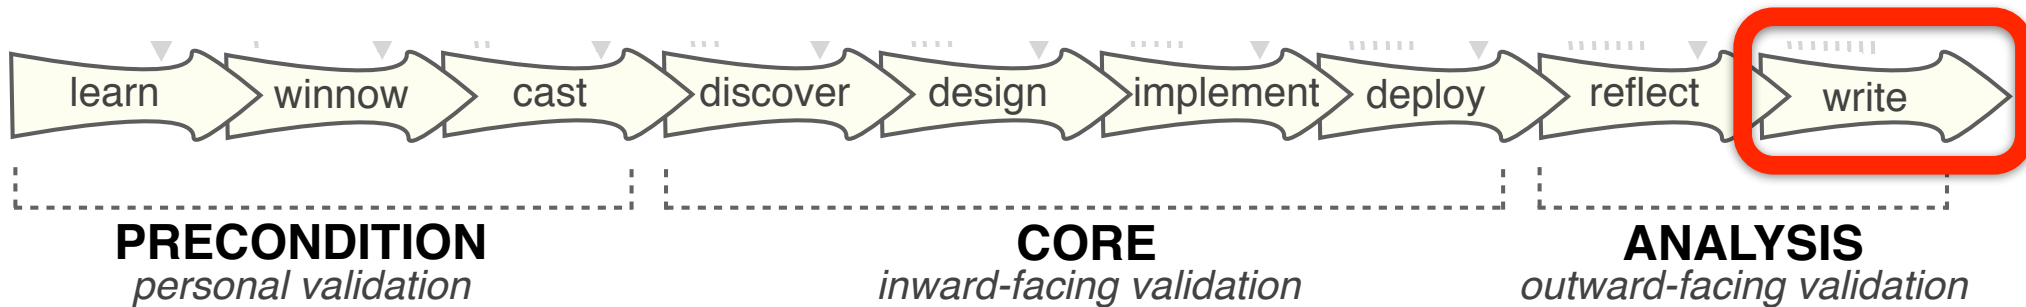 learn winnow cast discover design implement deploy reflect write
PRECONDITION CORE ANALYSIS
personal validation inward-facing validation outward-facing validation